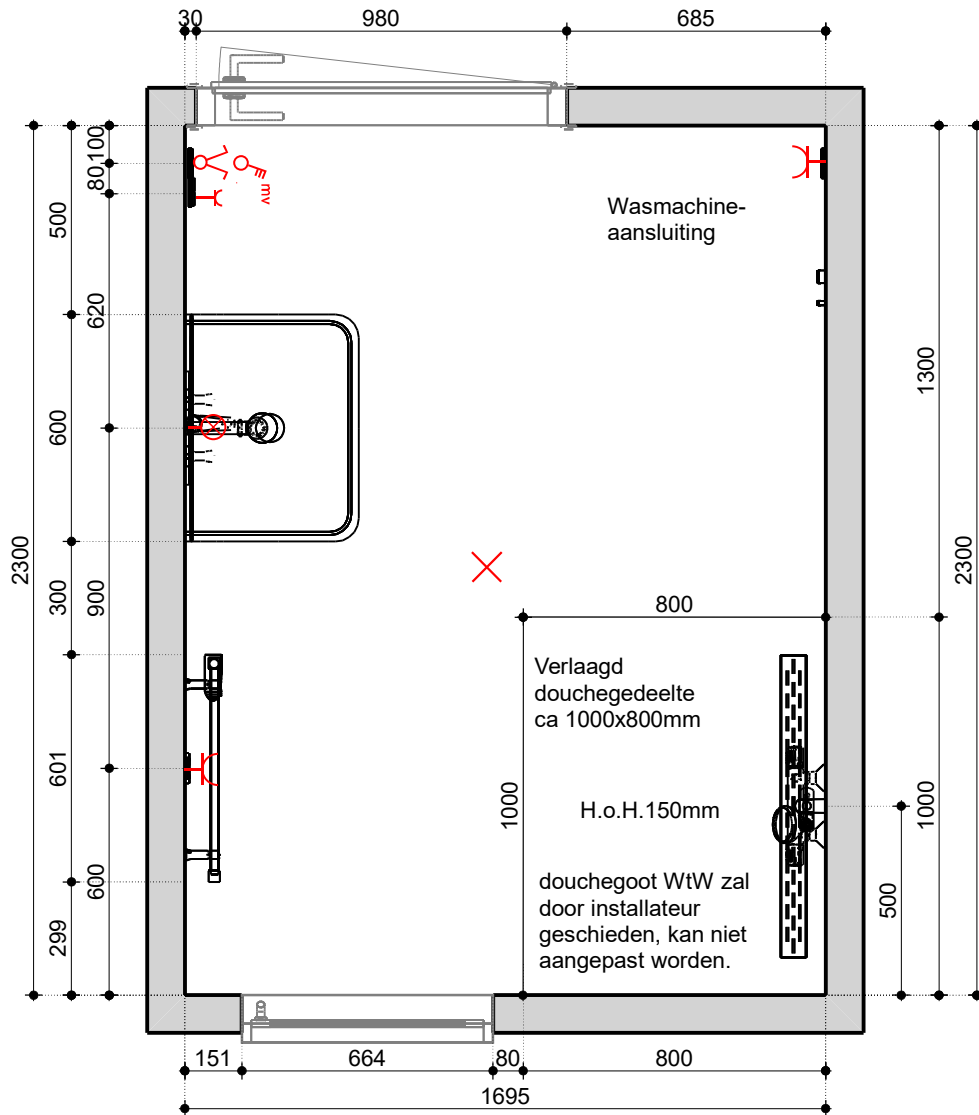 30
980
685
100
80
500
620
600
2300
300
900
601
600
299
mv
Wasmachine-
aansluiting
1300
2300
800
Verlaagd
douchegedeelte
ca 1000x800mm
H.o.H.150mm
1000
1000
500
douchegoot WtW zal
door installateur
geschieden, kan niet
aangepast worden.
151
664
80
800
1695